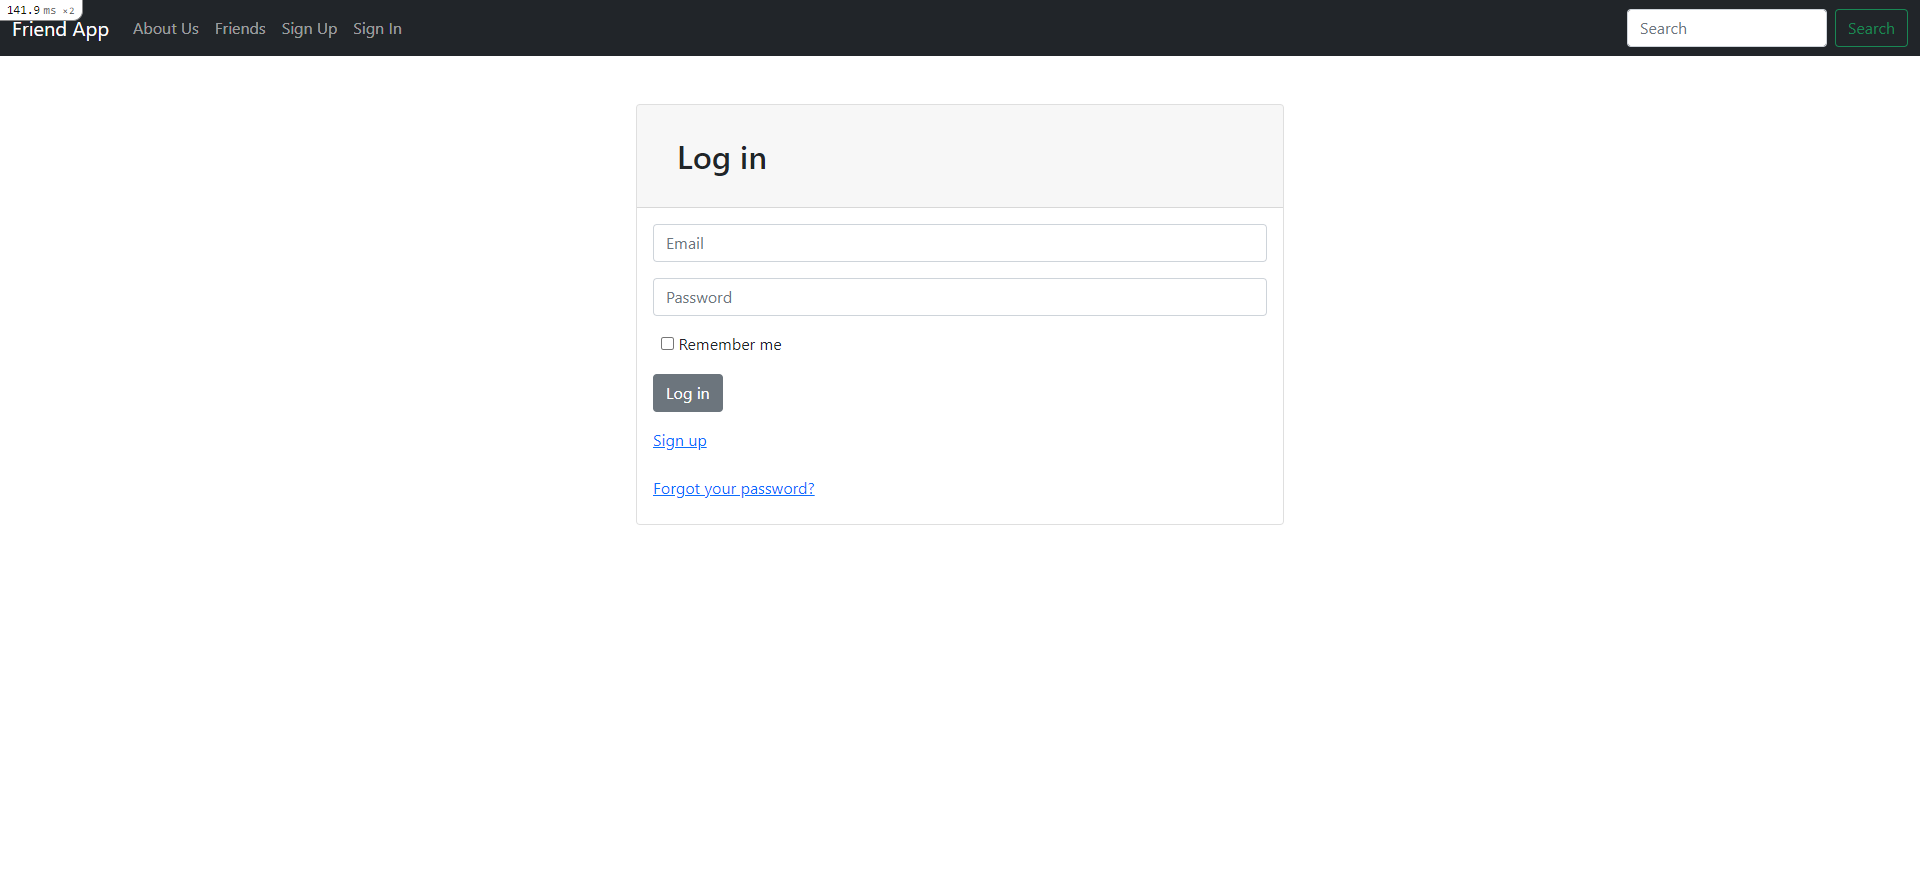 141.9 ms ×2
Friend App About Us Friends Sign Up Sign In Search Search
Log in
Email
Password
Remember me
Log in
Sign up
Forgot your password?